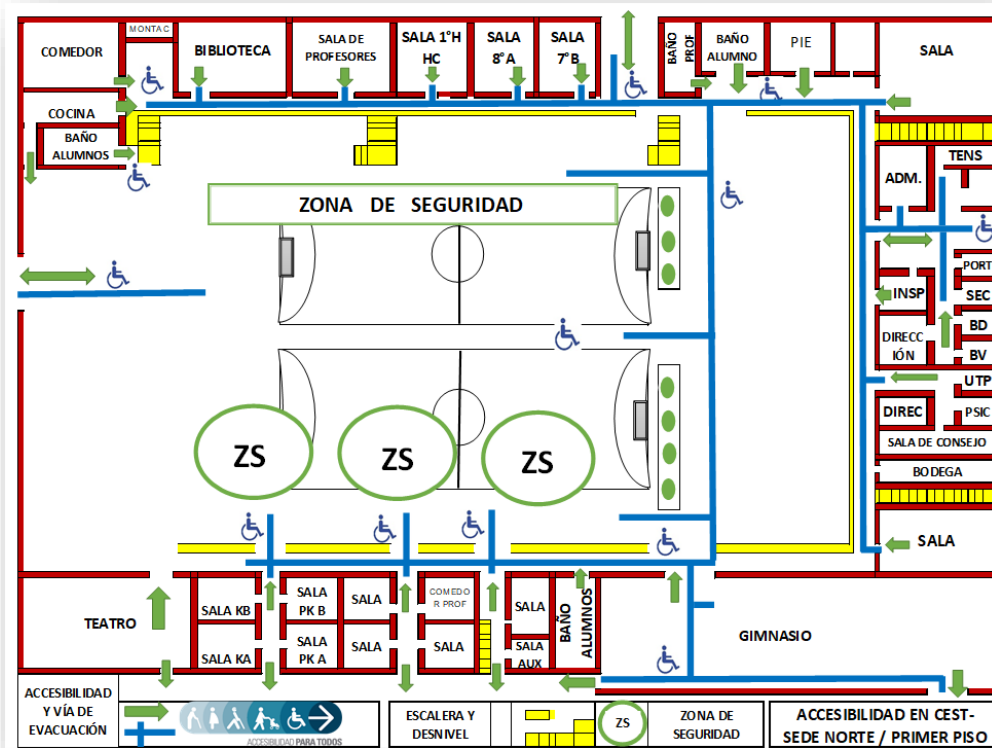 COMEDOR
MONTAC
BIBLIOTECA
SALA DE
PROFESORES
SALA 1°H
HC
SALA
8°A
SALA
7°B
BAÑO
PROF
BAÑO
ALUMNO
PIE
SALA
COCINA
BAÑO
ALUMNOS
ADM.
TENS
ZONA DE SEGURIDAD
PORT
INSP
SEC
DIRECC
IÓN
BD
BV
UTP
DIREC
PSIC
SALA DE CONSEJO
BODEGA
ZS
ZS
ZS
SALA
TEATRO
SALA KB
SALA
PK B
SALA
COMEDO
R PROF
SALA
BAÑO
ALUMNOS
GIMNASIO
SALA KA
SALA
PK A
SALA
SALA
SALA
AUX
ACCESIBILIDAD
Y VÍA DE
EVACUACIÓN
ACCESIBILIDAD PARA TODOS
ESCALERA Y
DESNIVEL
ZS
ZONA DE
SEGURIDAD
ACCESIBILIDAD EN CEST-
SEDE NORTE / PRIMER PISO